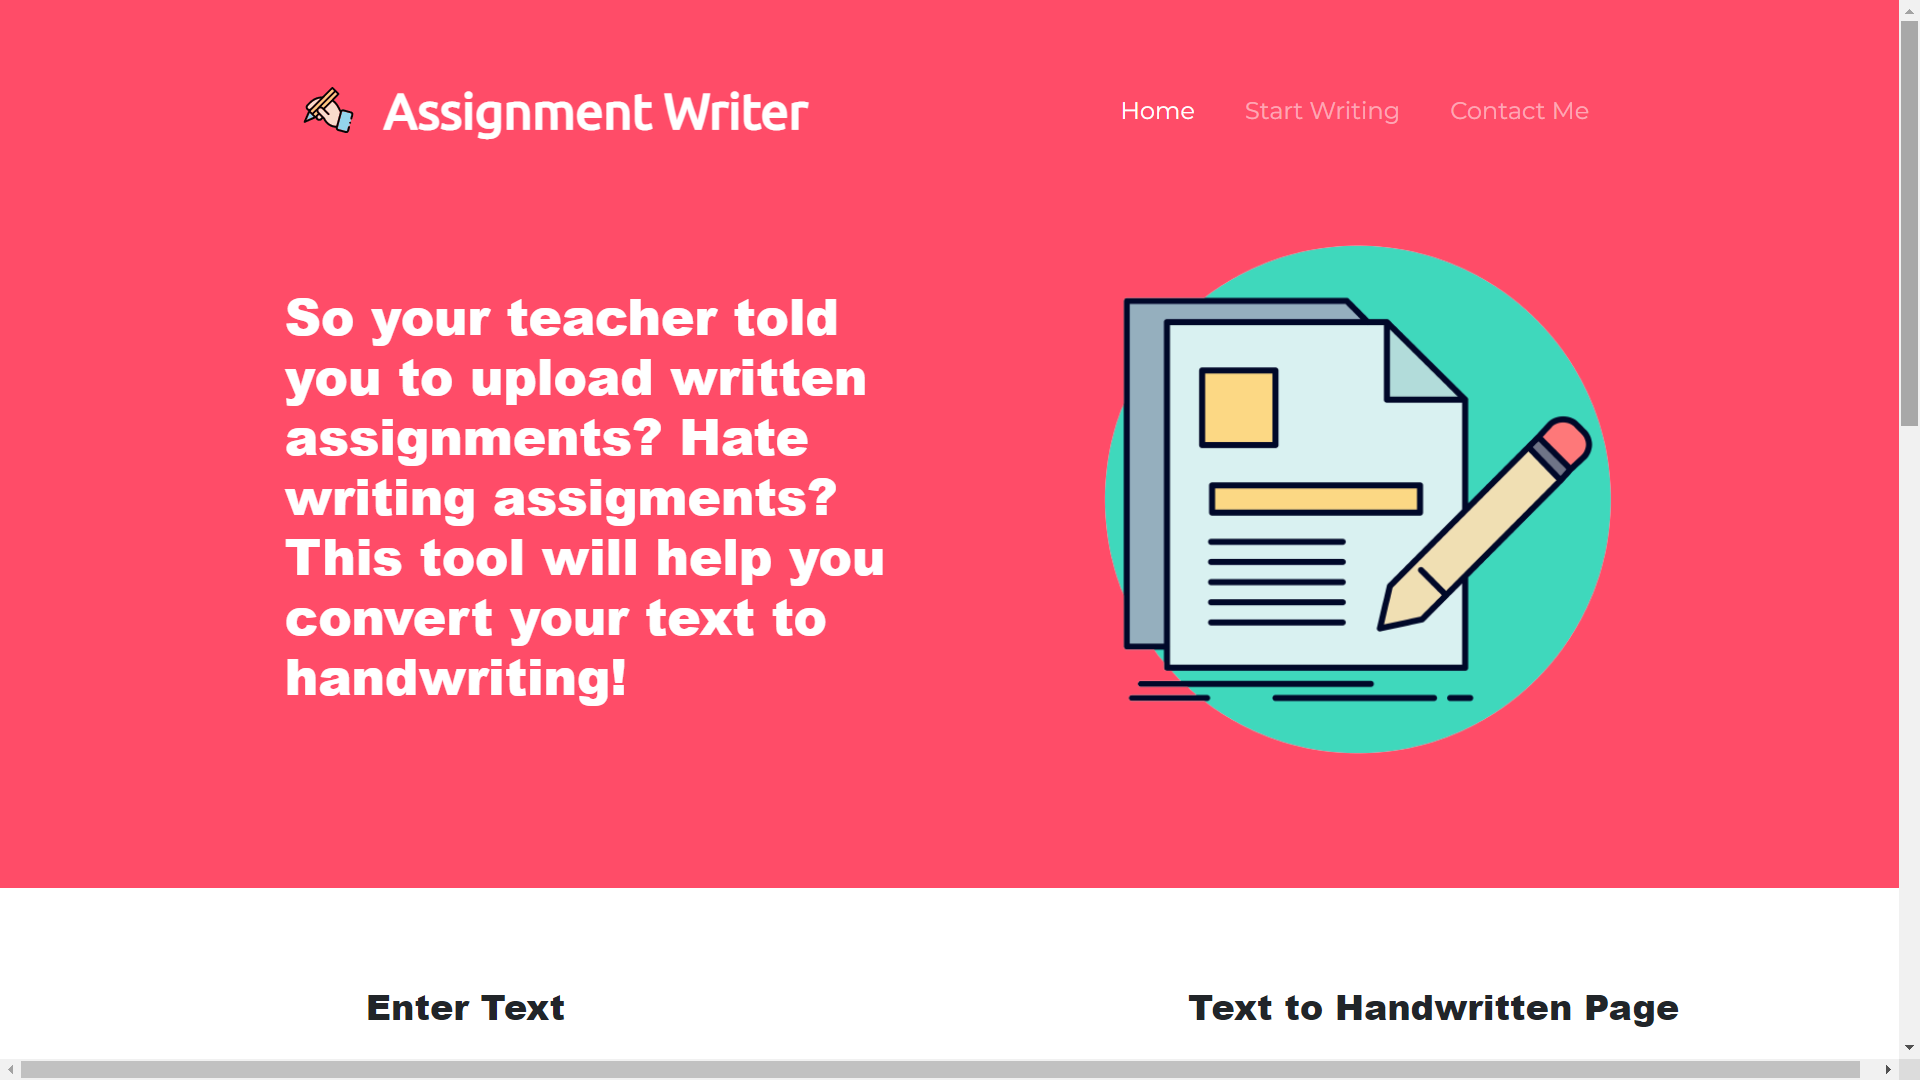 Assignment Writer
Home Start Writing Contact Me
So your teacher told
you to upload written
assignments? Hate
writing assigments?
This tool will help you
convert your text to
handwriting!
Enter Text
Text to Handwritten Page